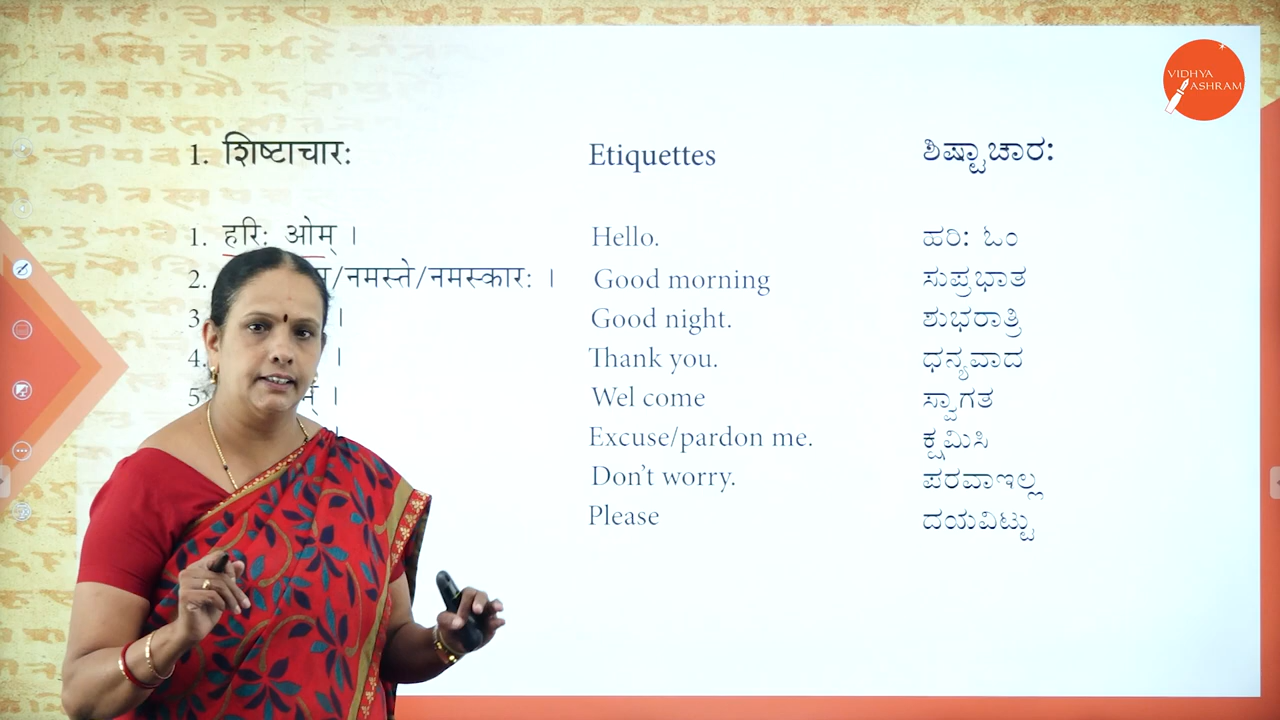 VIDHYA
ASHRAM
1. शिष्टाचार: Etiquettes ಶಿಷ್ಟಾಚಾರ:
1. हरि: ओम् । Hello. ಹರಿ: ಓಂ
2. /नमस्ते/नमस्कार: । Good morning ಸುಪ್ರಭಾತ
3. । Good night. ಶುಭರಾತ್ರಿ
4. । Thank you. ಧನ್ಯವಾದ
5 । Wel come ಸ್ವಾಗತ
Excuse/pardon me. ಕ್ಷಮಿಸಿ
Don't worry. ಪರವಾಇಲ್ಲ
Please ದಯವಿಟ್ಟು